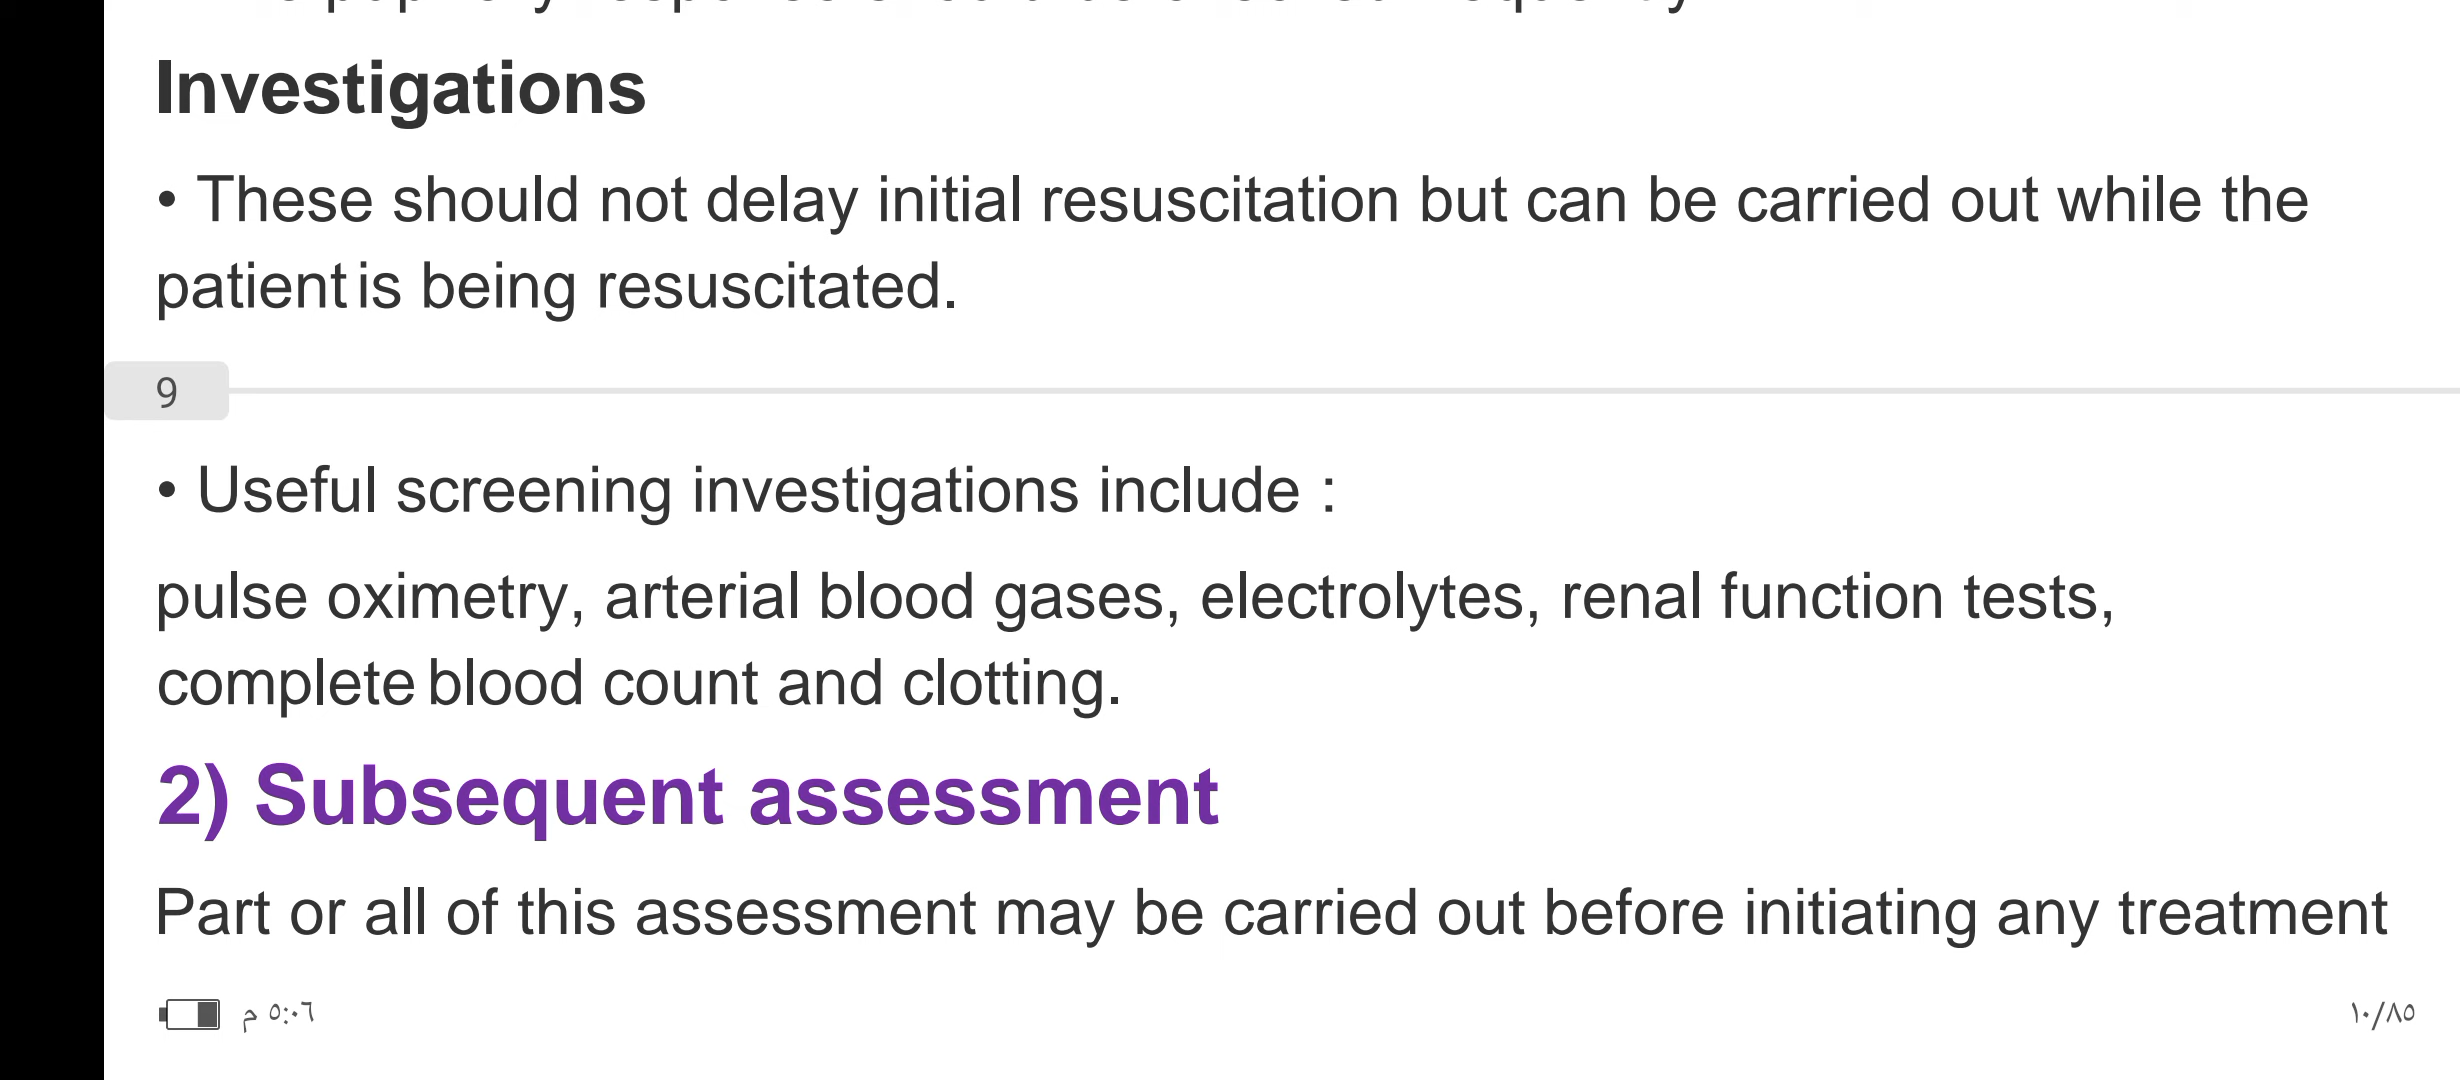 Investigations
• These should not delay initial resuscitation but can be carried out while the
patient is being resuscitated.
9
• Useful screening investigations include :
pulse oximetry, arterial blood gases, electrolytes, renal function tests,
complete blood count and clotting.
2) Subsequent assessment
Part or all of this assessment may be carried out before initiating any treatment
٥:٠٦ م
١٠/٨٥